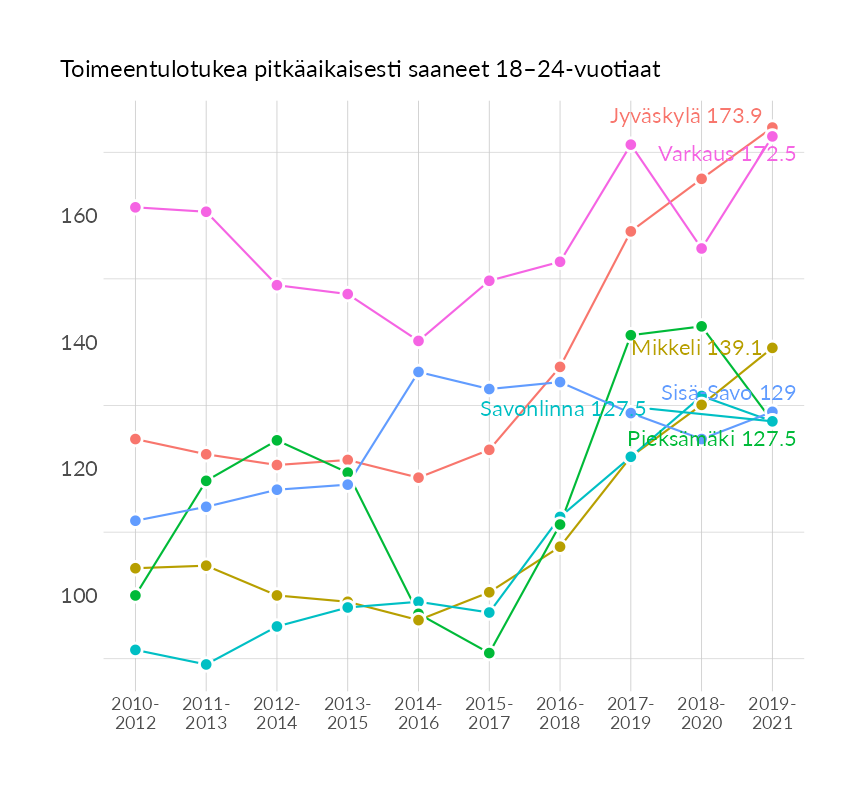 Toimeentulotukea pitkäaikaisesti saaneet 18–24-vuotiaat
Jyväskylä 173.9
Varkaus 172.5
160
140
Mikkeli 139.1
Sisä-Savo 129
Savonlinna 127.5
Pieksämäki 127.5
120
100
2010- 2011- 2012- 2013- 2014- 2015- 2016- 2017- 2018- 2019-
2012 2013 2014 2015 2016 2017 2018 2019 2020 2021